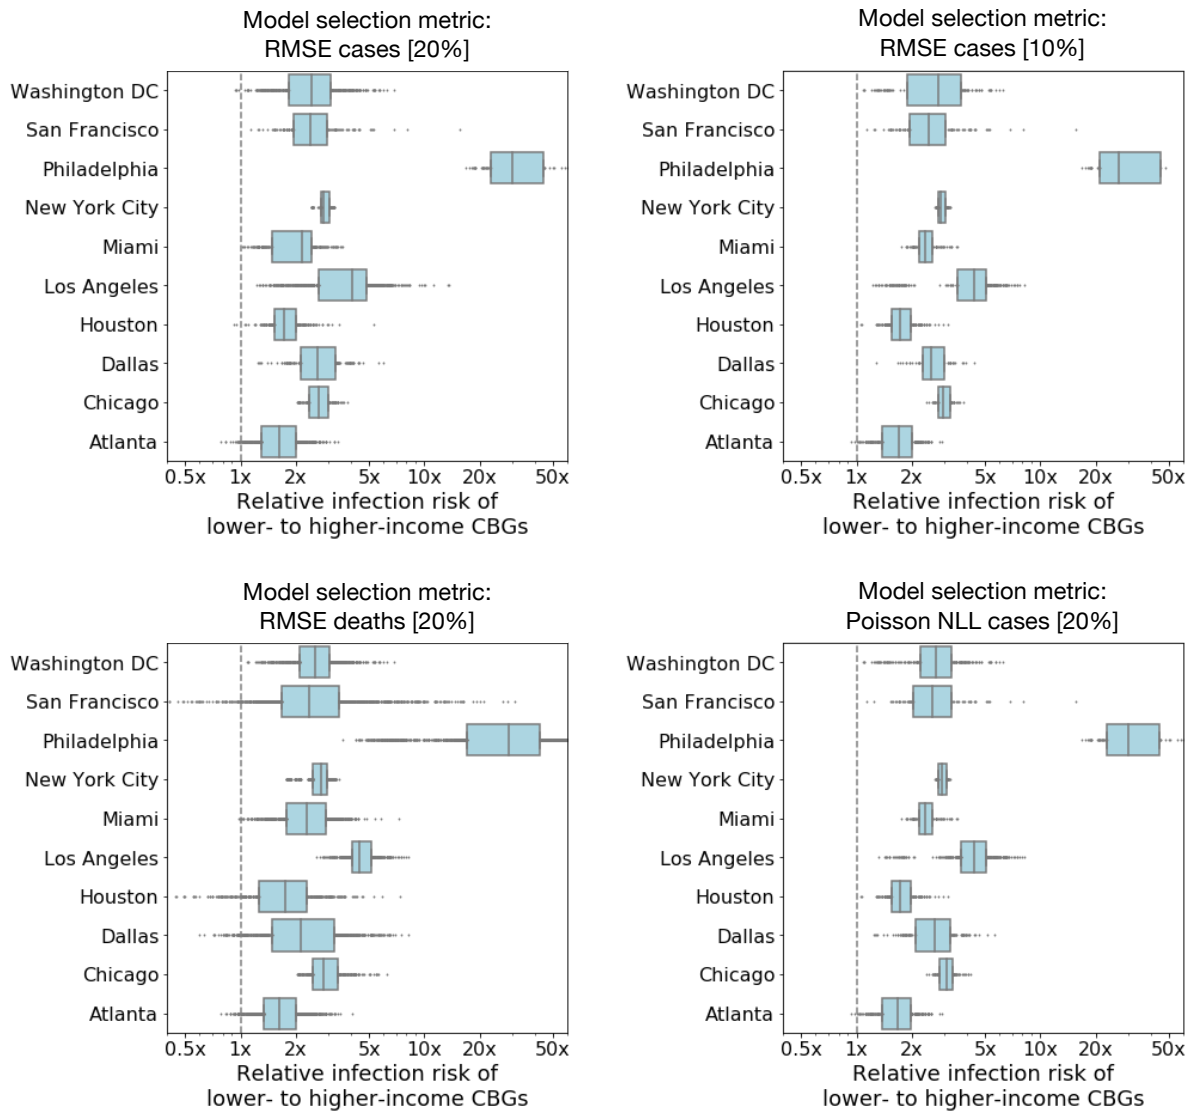 Model selection metric:
RMSE cases [20%]
Washington DC
San Francisco
Philadelphia
New York City
Miami
Los Angeles
Houston
Dallas
Chicago
Atlanta
0.5x 1x 2x 5x 10x 20x 50x
Relative infection risk of
lower- to higher-income CBGs
Model selection metric:
RMSE cases [10%]
Washington DC
San Francisco
Philadelphia
New York City
Miami
Los Angeles
Houston
Dallas
Chicago
Atlanta
0.5x 1x 2x 5x 10x 20x 50x
Relative infection risk of
lower- to higher-income CBGs
Model selection metric:
RMSE deaths [20%]
Washington DC
San Francisco
Philadelphia
New York City
Miami
Los Angeles
Houston
Dallas
Chicago
Atlanta
0.5x 1x 2x 5x 10x 20x 50x
Relative infection risk of
lower- to higher-income CBGs
Model selection metric:
Poisson NLL cases [20%]
Washington DC
San Francisco
Philadelphia
New York City
Miami
Los Angeles
Houston
Dallas
Chicago
Atlanta
0.5x 1x 2x 5x 10x 20x 50x
Relative infection risk of
lower- to higher-income CBGs